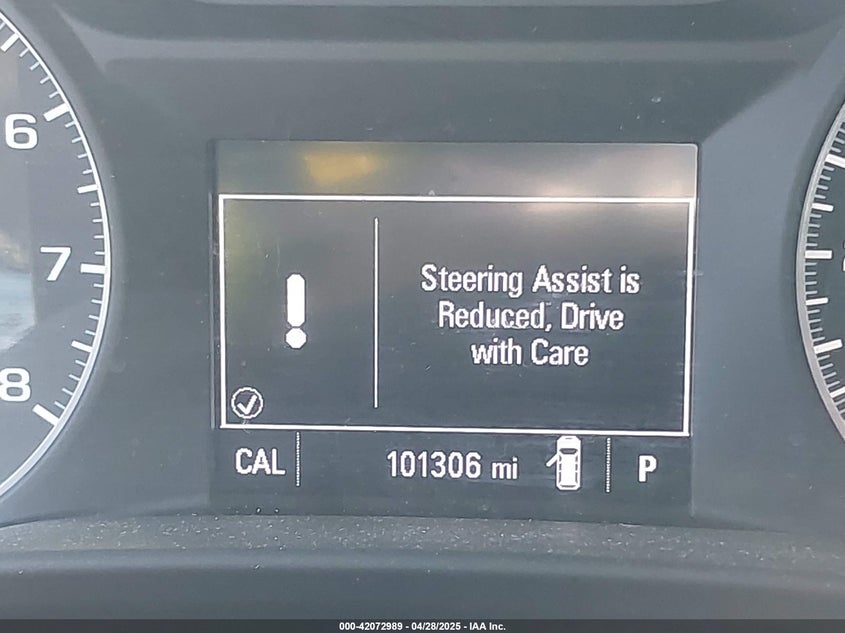 6
7
8
Steering Assist is
Reduced, Drive
with Care
CAL 101306 mi P
000-42072989 - 04/28/2025 - IAA Inc.